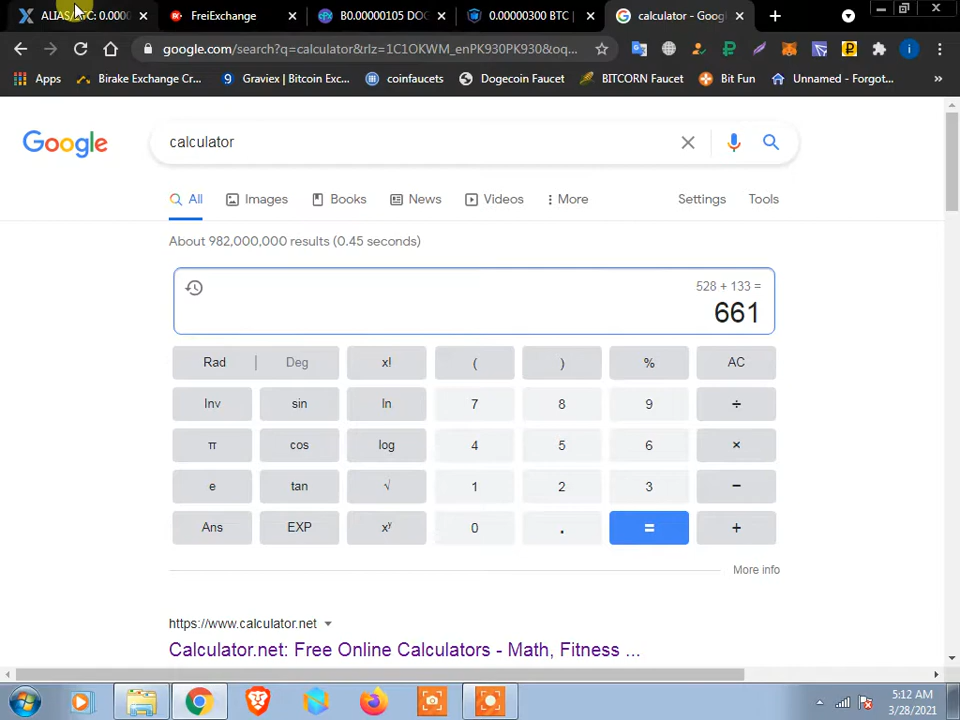 ALIAS/BTC: 0.0000
FreiExchange
B0.00000105 DOG
0.00000300 BTC |
calculator - Goog
google.com/search?q=calculator&rlz=1C1OKWM_enPK930PK930&oq...
Apps
Birake Exchange Cr...
Graviex | Bitcoin Exc...
coinfaucets
Dogecoin Faucet
BITCORN Faucet
Bit Fun
Unnamed - Forgot...
»
Google
calculator
All
Images
Books
News
Videos
More
Settings
Tools
About 982,000,000 results (0.45 seconds)
528 + 133 =
661
Rad | Deg x! ( ) % AC
Inv sin ln 7 8 9 ÷
π cos log 4 5 6 ×
e tan √ 1 2 3 −
Ans EXP xʸ 0 . = +
More info
https://www.calculator.net
Calculator.net: Free Online Calculators - Math, Fitness ...
5:12 AM
3/28/2021